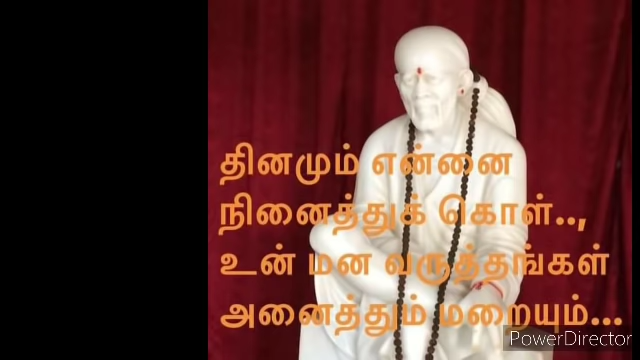 தினமும் என்னை
நினைத்துக் கொள்..,
உன் மன வருத்தங்கள்
அனைத்தும் மறையும்...
PowerDirector